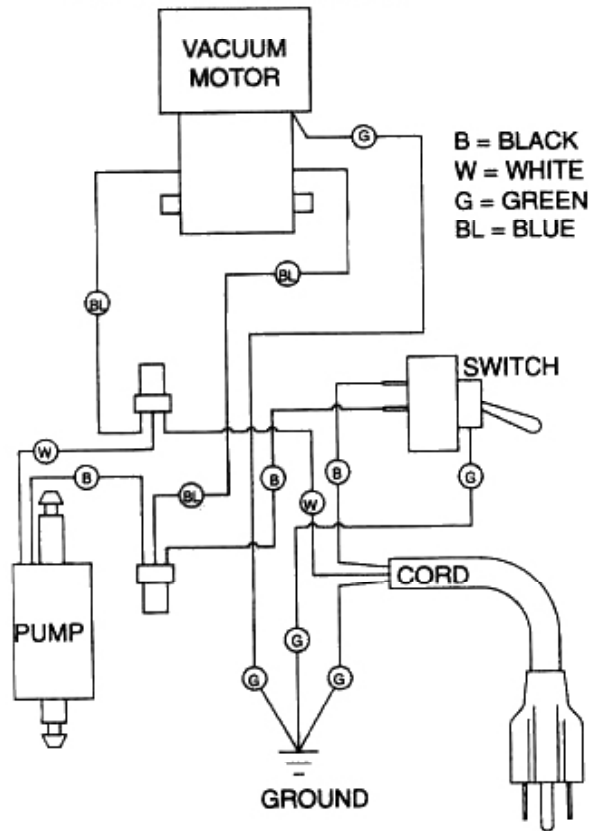 VACUUM
MOTOR
G
B = BLACK
W = WHITE
G = GREEN
BL = BLUE
BL
BL
SWITCH
W
B
BL
B
W
B
G
CORD
PUMP
G
G
G
GROUND